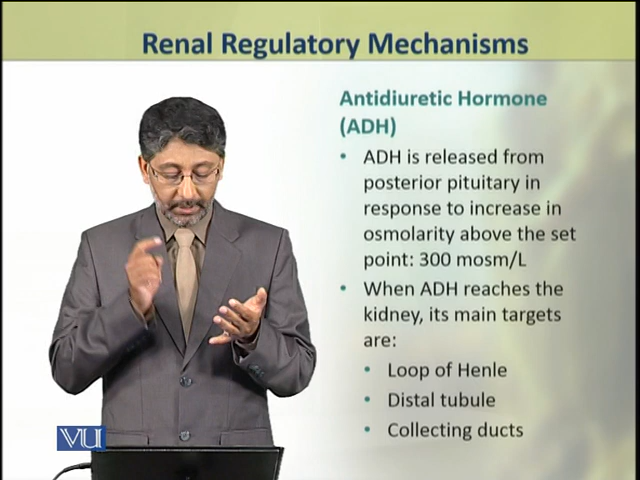 Renal Regulatory Mechanisms
Antidiuretic Hormone
(ADH)
• ADH is released from
posterior pituitary in
response to increase in
osmolarity above the set
point: 300 mosm/L
• When ADH reaches the
kidney, its main targets
are:
• Loop of Henle
• Distal tubule
• Collecting ducts
VU